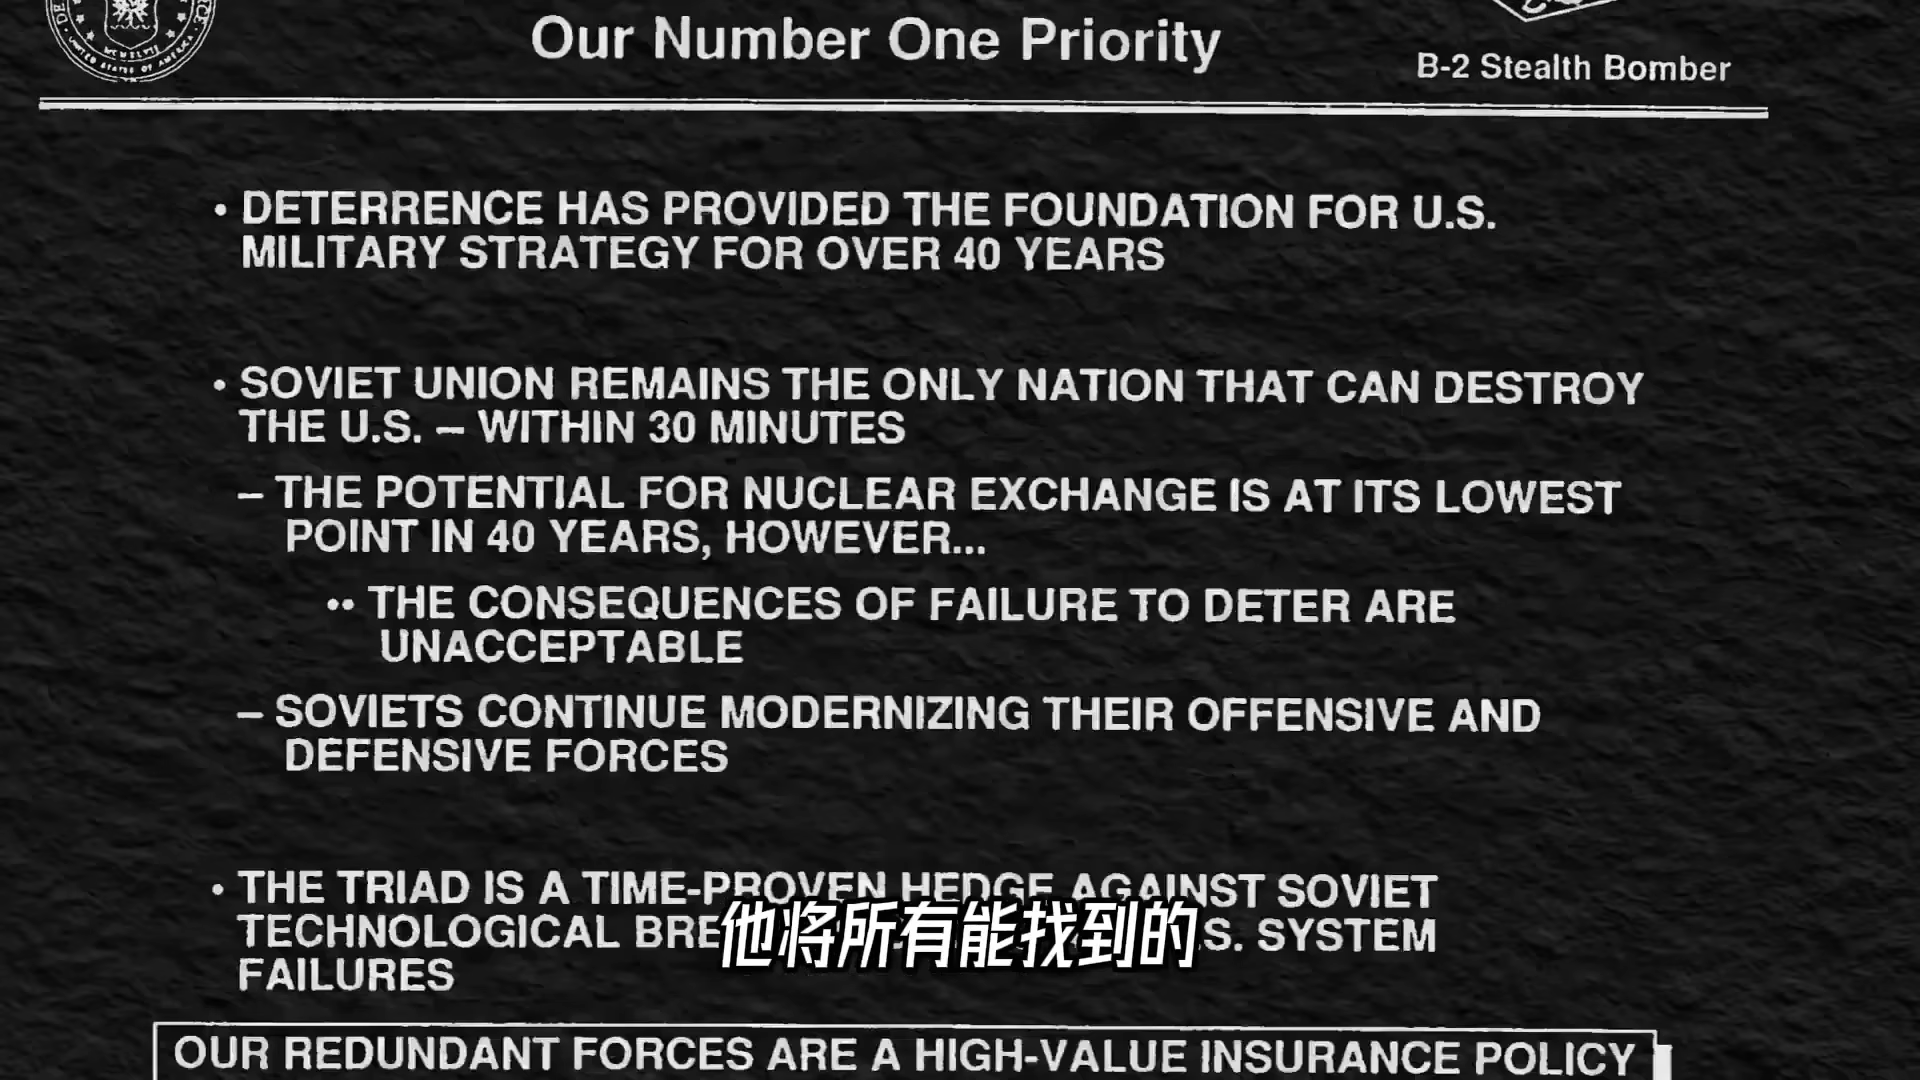 Our Number One Priority
B-2 Stealth Bomber
• DETERRENCE HAS PROVIDED THE FOUNDATION FOR U.S.
MILITARY STRATEGY FOR OVER 40 YEARS
• SOVIET UNION REMAINS THE ONLY NATION THAT CAN DESTROY
THE U.S. – WITHIN 30 MINUTES
– THE POTENTIAL FOR NUCLEAR EXCHANGE IS AT ITS LOWEST
POINT IN 40 YEARS, HOWEVER...
•• THE CONSEQUENCES OF FAILURE TO DETER ARE
UNACCEPTABLE
– SOVIETS CONTINUE MODERNIZING THEIR OFFENSIVE AND
DEFENSIVE FORCES
• THE TRIAD IS A TIME-PROVEN HEDGE AGAINST SOVIET
TECHNOLOGICAL S. SYSTEM
FAILURES
他将所有能找到的
OUR REDUNDANT FORCES ARE A HIGH-VALUE INSURANCE POLICY